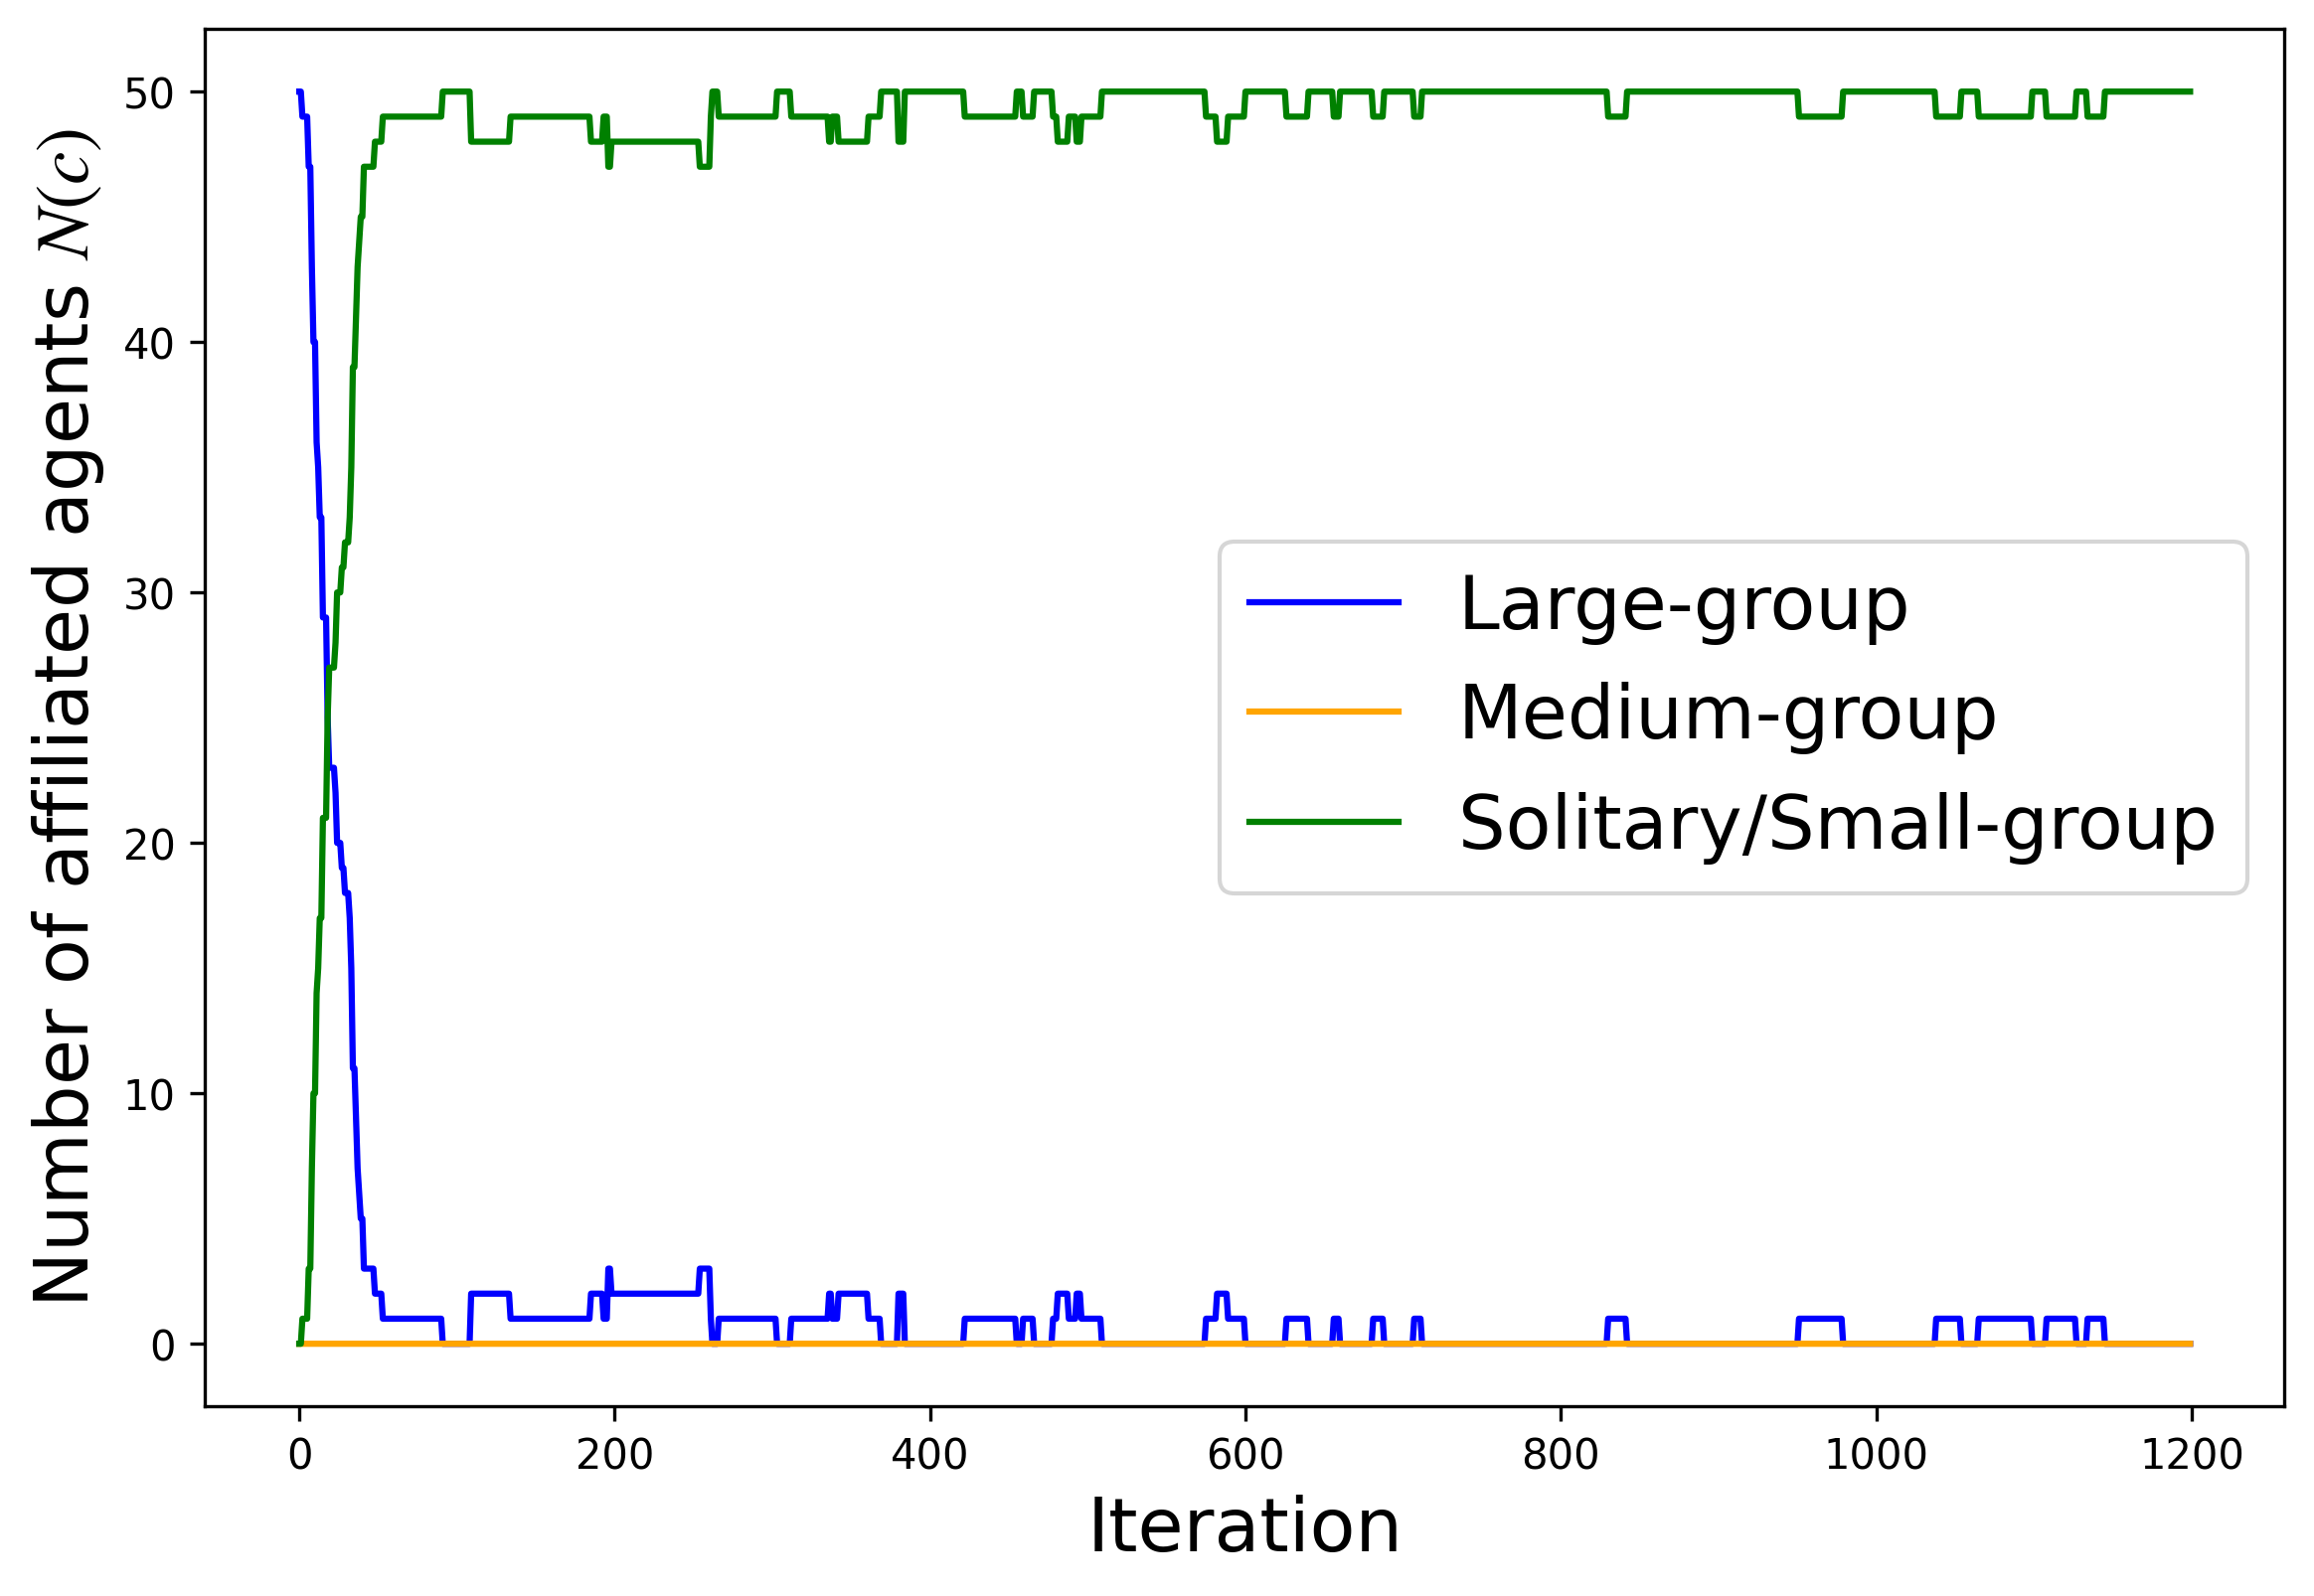 Number of affiliated agents N(c)
50
40
30
20
10
0
Large-group
Medium-group
Solitary/Small-group
0 200 400 600 800 1000 1200
Iteration